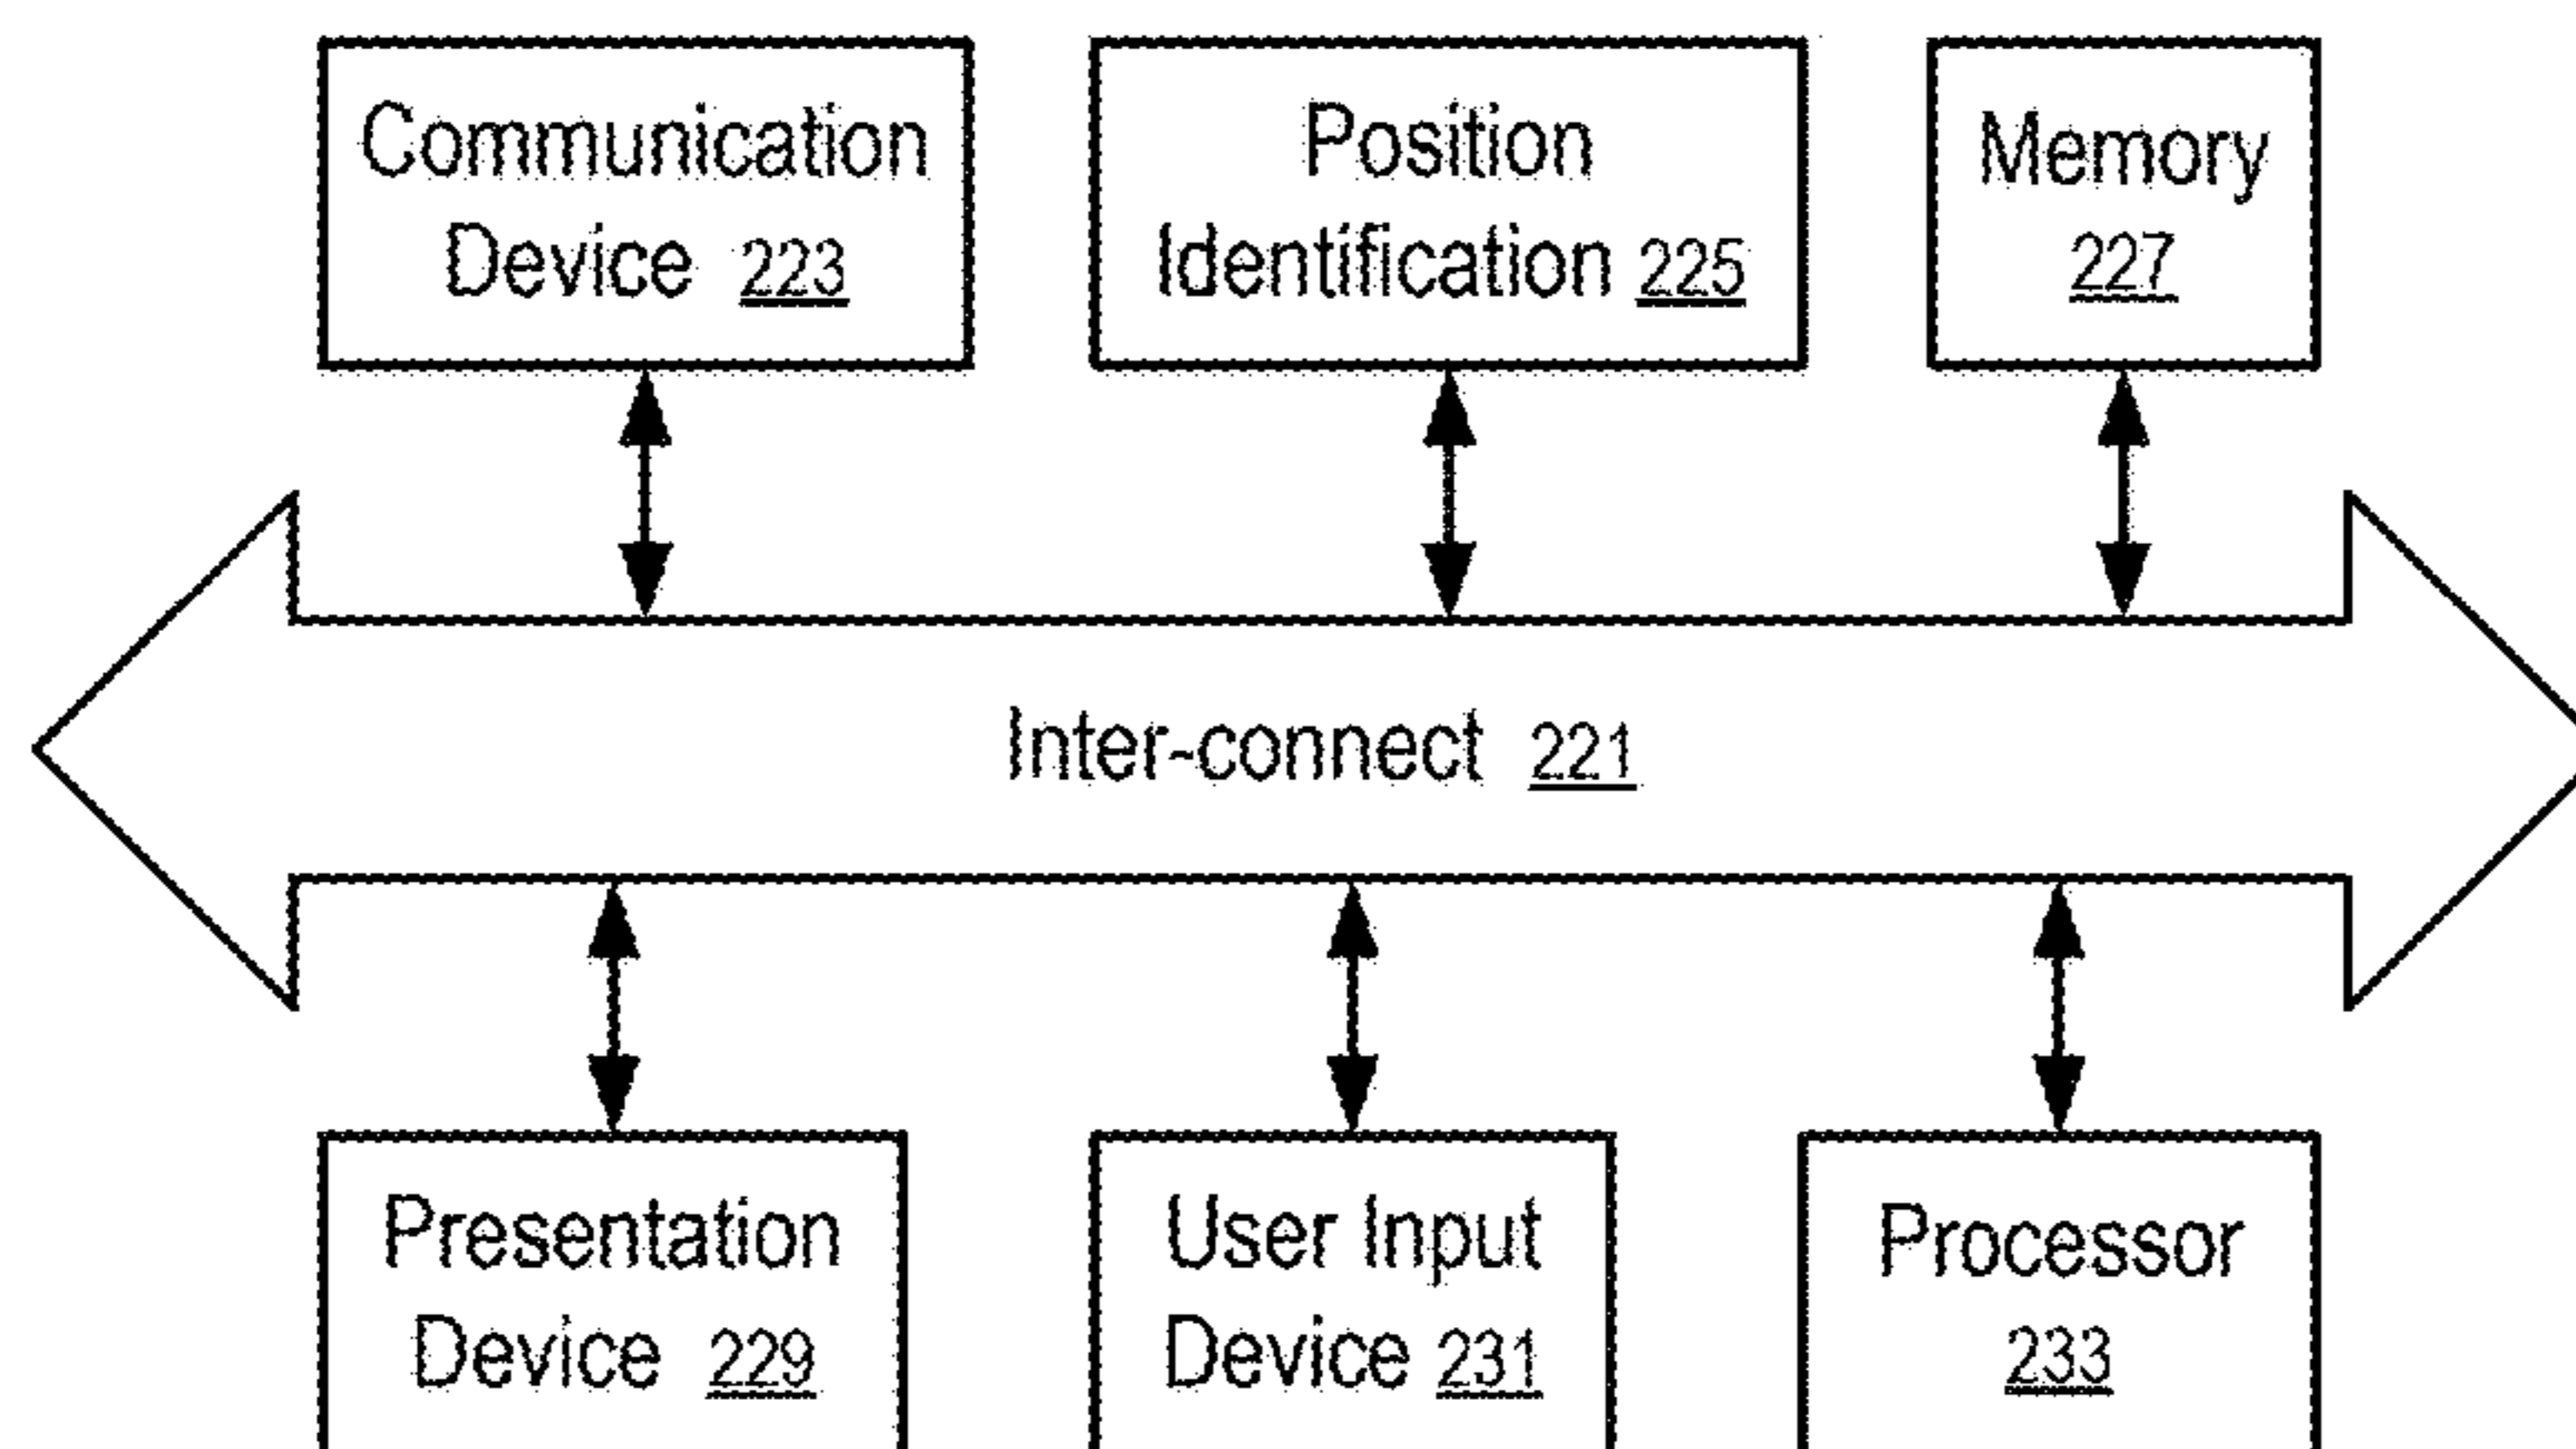 Communication
Device 223
Position
Identification 225
Memory
227
Inter-connect 221
Presentation
Device 229
User Input
Device 231
Processor
233